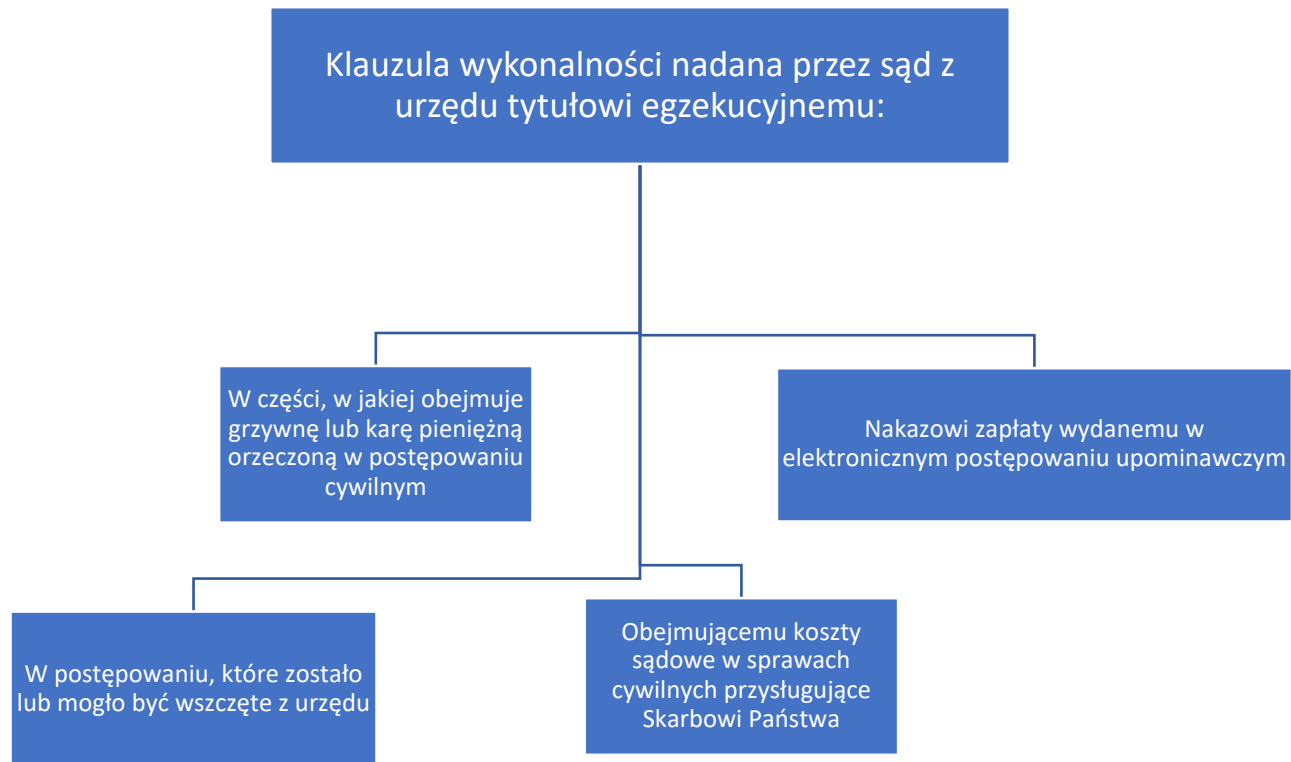 Klauzula wykonalności nadana przez sąd z
urzędu tytułowi egzekucyjnemu:
W części, w jakiej obejmuje
grzywnę lub karę pieniężną
orzeczoną w postępowaniu
cywilnym
Nakazowi zapłaty wydanemu w
elektronicznym postępowaniu upominawczym
W postępowaniu, które zostało
lub mogło być wszczęte z urzędu
Obejmującemu koszty
sądowe w sprawach
cywilnych przysługujące
Skarbowi Państwa